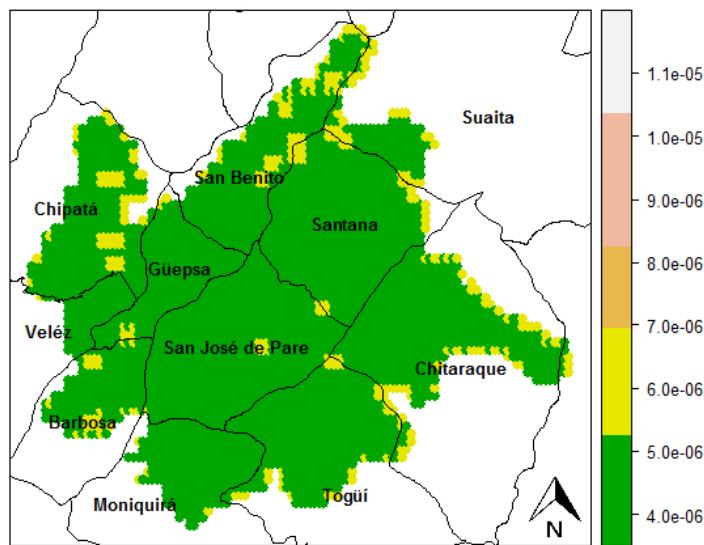 Suaita
San Benito
Chipatá
Santana
Güepsa
Veléz
San José de Pare
Chitaraque
Barbosa
Moniquirá
Togüí
N
1.1e-05
1.0e-05
9.0e-06
8.0e-06
7.0e-06
6.0e-06
5.0e-06
4.0e-06